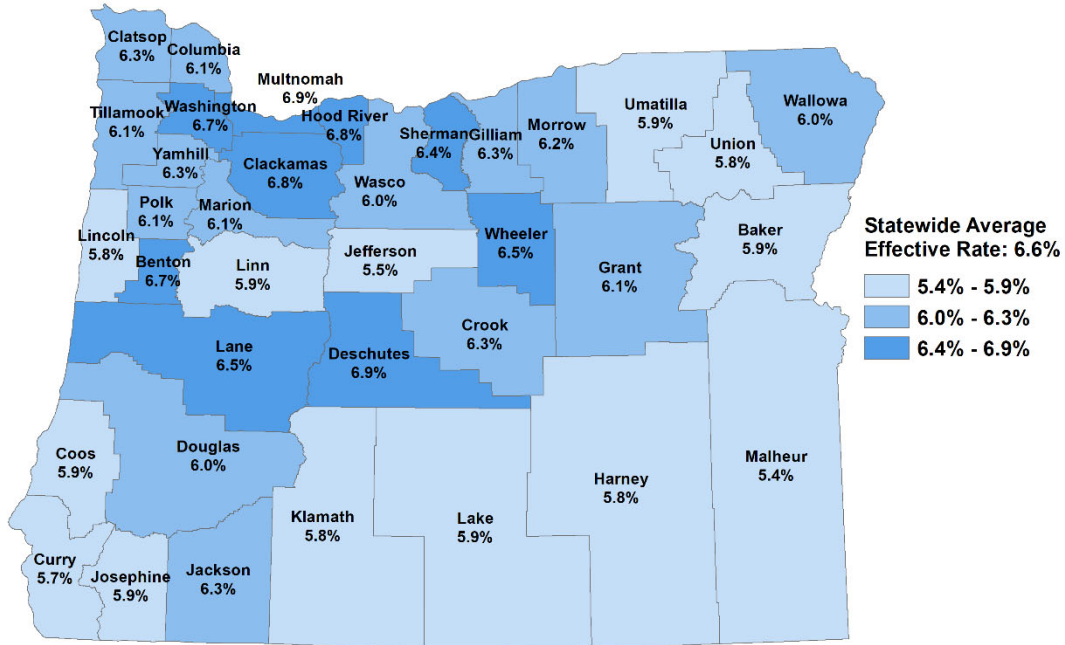 Clatsop
6.3%
Columbia
6.1%
Multnomah
6.9%
Tillamook
6.1%
Washington
6.7%
Hood River
6.8%
Sherman
6.4%
Gilliam
6.3%
Morrow
6.2%
Umatilla
5.9%
Union
5.8%
Wallowa
6.0%
Yamhill
6.3%
Clackamas
6.8%
Wasco
6.0%
Polk
6.1%
Marion
6.1%
Lincoln
5.8%
Benton
6.7%
Linn
5.9%
Jefferson
5.5%
Wheeler
6.5%
Grant
6.1%
Baker
5.9%
Lane
6.5%
Deschutes
6.9%
Crook
6.3%
Coos
5.9%
Douglas
6.0%
Harney
5.8%
Malheur
5.4%
Klamath
5.8%
Lake
5.9%
Curry
5.7%
Josephine
5.9%
Jackson
6.3%
Statewide Average
Effective Rate: 6.6%
5.4% - 5.9%
6.0% - 6.3%
6.4% - 6.9%